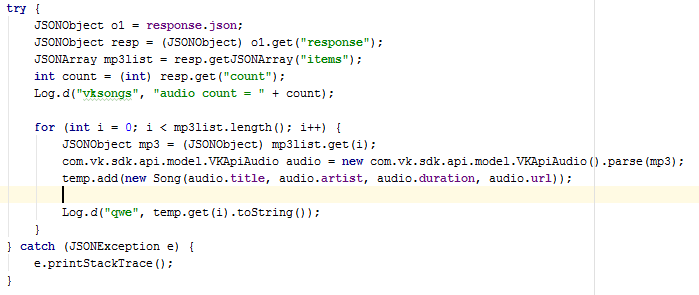 try {
    JSONObject o1 = response.json;
    JSONObject resp = (JSONObject) o1.get("response");
    JSONArray mp3list = resp.getJSONArray("items");
    int count = (int) resp.get("count");
    Log.d("vksongs", "audio count = " + count);

    for (int i = 0; i < mp3list.length(); i++) {
        JSONObject mp3 = (JSONObject) mp3list.get(i);
        com.vk.sdk.api.model.VKApiAudio audio = new com.vk.sdk.api.model.VKApiAudio().parse(mp3);
        temp.add(new Song(audio.title, audio.artist, audio.duration, audio.url));

        Log.d("qwe", temp.get(i).toString());
    }
} catch (JSONException e) {
    e.printStackTrace();
}